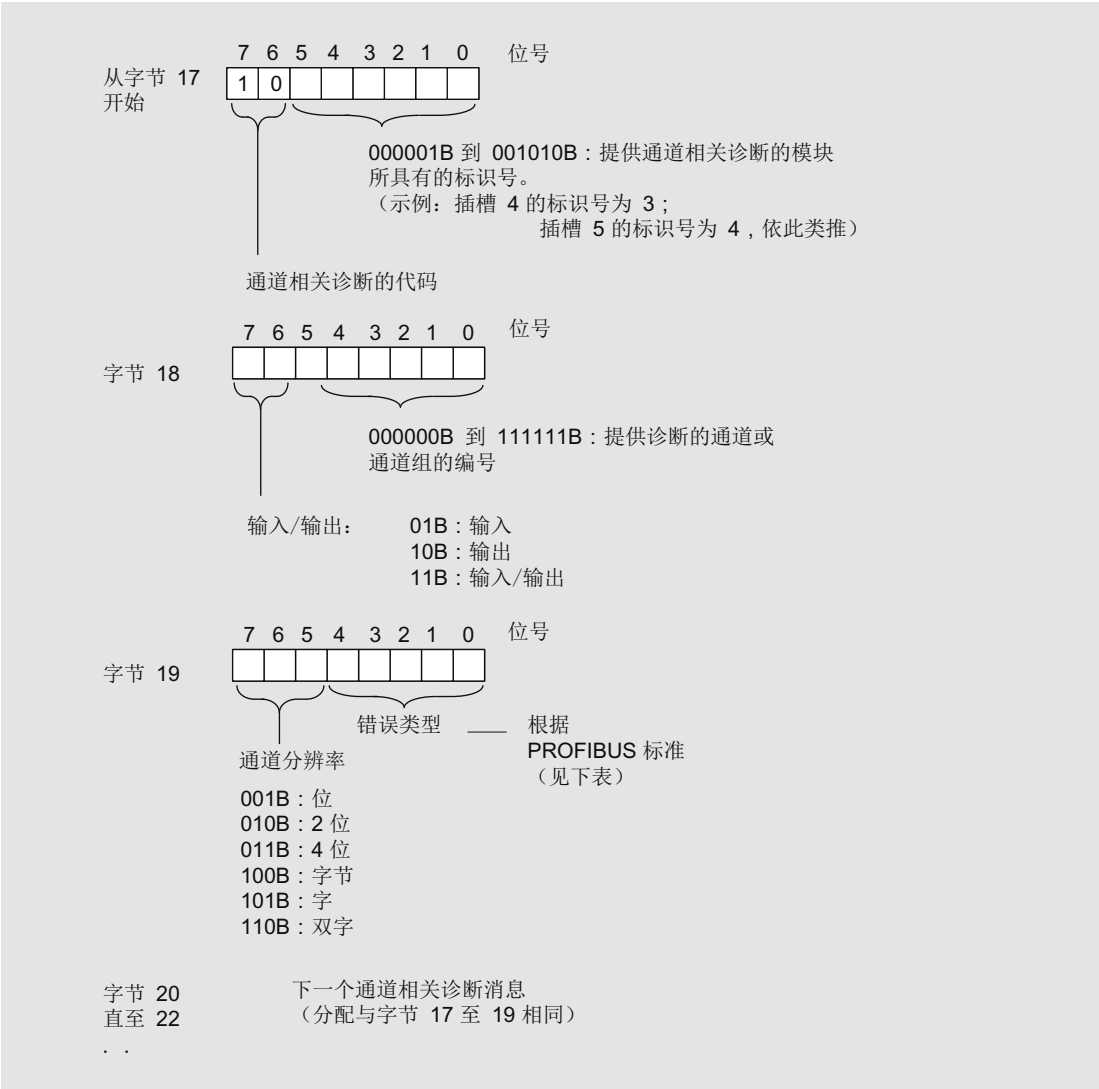 7 6 5 4 3 2 1 0 位号
从字节 17
开始
1 0
000001B 到 001010B：提供通道相关诊断的模块
所具有的标识号。
（示例：插槽 4 的标识号为 3；
插槽 5 的标识号为 4，依此类推）
通道相关诊断的代码
7 6 5 4 3 2 1 0 位号
字节 18
000000B 到 111111B：提供诊断的通道或
通道组的编号
输入/输出： 01B：输入
10B：输出
11B：输入/输出
7 6 5 4 3 2 1 0 位号
字节 19
错误类型 —— 根据
PROFIBUS 标准
（见下表）
通道分辨率
001B：位
010B：2 位
011B：4 位
100B：字节
101B：字
110B：双字
字节 20 下一个通道相关诊断消息
直至 22 （分配与字节 17 至 19 相同）
. .